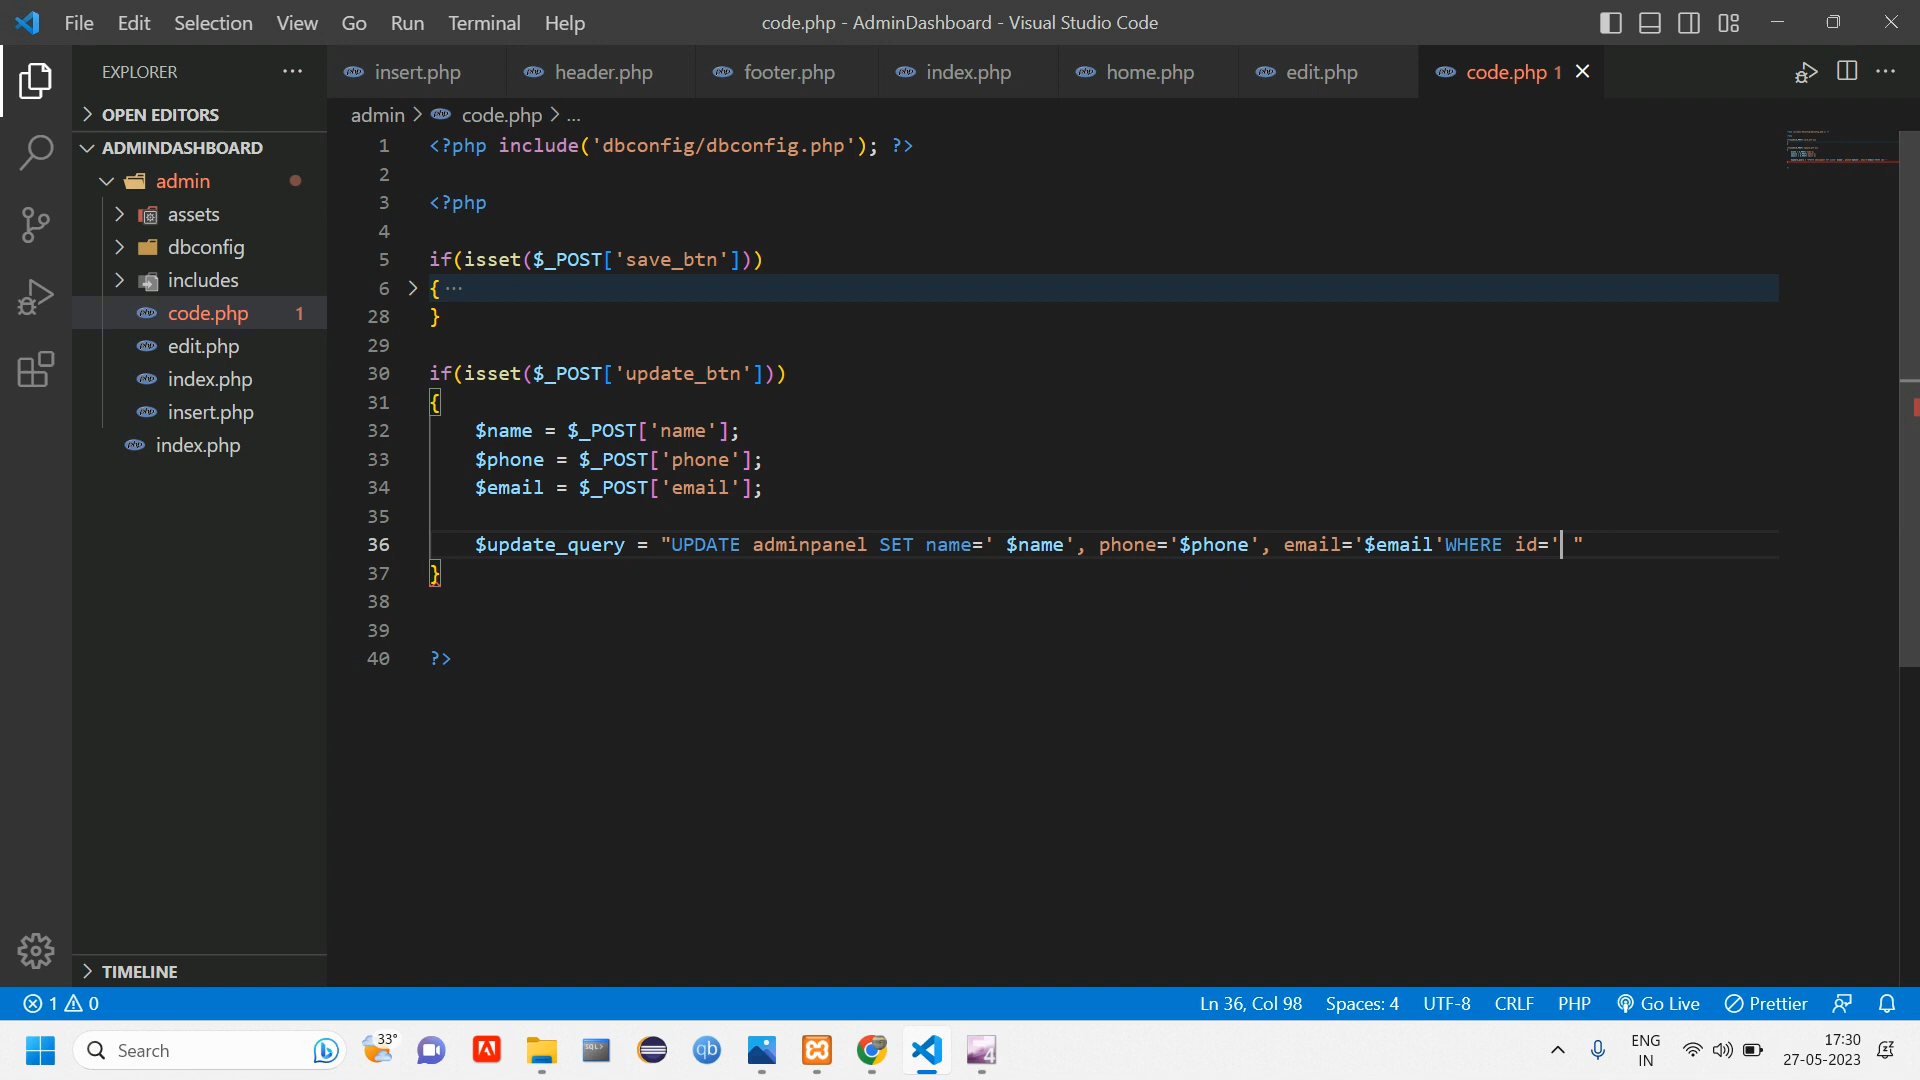 File Edit Selection View Go Run Terminal Help
code.php - AdminDashboard - Visual Studio Code
EXPLORER
OPEN EDITORS
ADMINDASHBOARD
admin
assets
dbconfig
includes
code.php 1
edit.php
index.php
insert.php
index.php
TIMELINE
insert.php header.php footer.php index.php home.php edit.php code.php 1
admin > code.php > ...
1 <?php include('dbconfig/dbconfig.php'); ?>
2
3 <?php
4
5 if(isset($_POST['save_btn']))
6 { ...
28 }
29
30 if(isset($_POST['update_btn']))
31 {
32 $name = $_POST['name'];
33 $phone = $_POST['phone'];
34 $email = $_POST['email'];
35
36 $update_query = "UPDATE adminpanel SET name=' $name', phone='$phone', email='$email'WHERE id=' "
37 }
38
39
40 ?>
1 0
Ln 36, Col 98 Spaces: 4 UTF-8 CRLF PHP Go Live Prettier
Search
33°
SQL>
qb
4
ENG
IN
17:30
27-05-2023